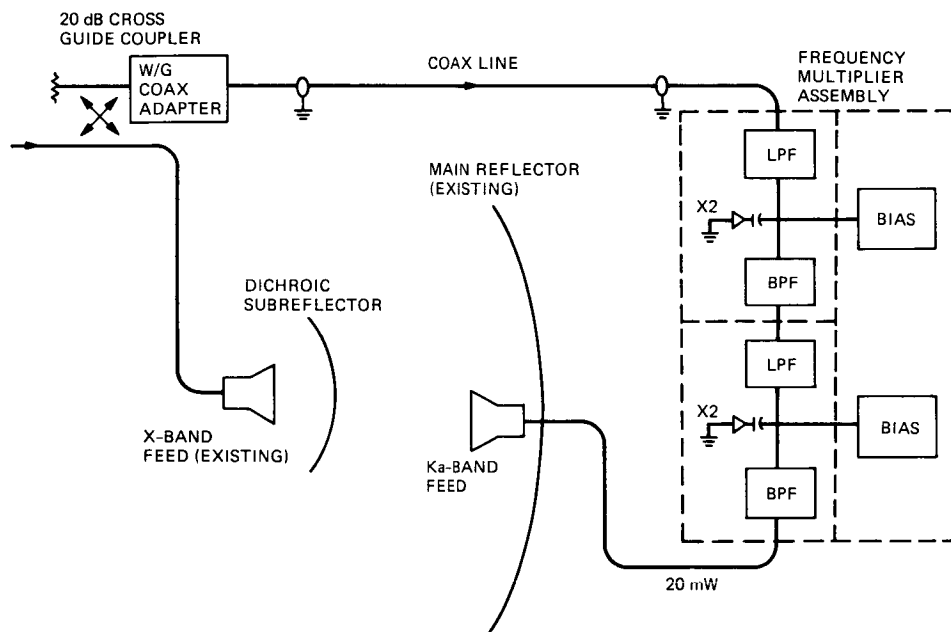 20 dB CROSS
GUIDE COUPLER
W/G
COAX
ADAPTER
COAX LINE
FREQUENCY
MULTIPLIER
ASSEMBLY
LPF
X2
BIAS
BPF
MAIN REFLECTOR
(EXISTING)
DICHROIC
SUBREFLECTOR
LPF
X2
BIAS
BPF
X-BAND
FEED (EXISTING)
Ka-BAND
FEED
20 mW